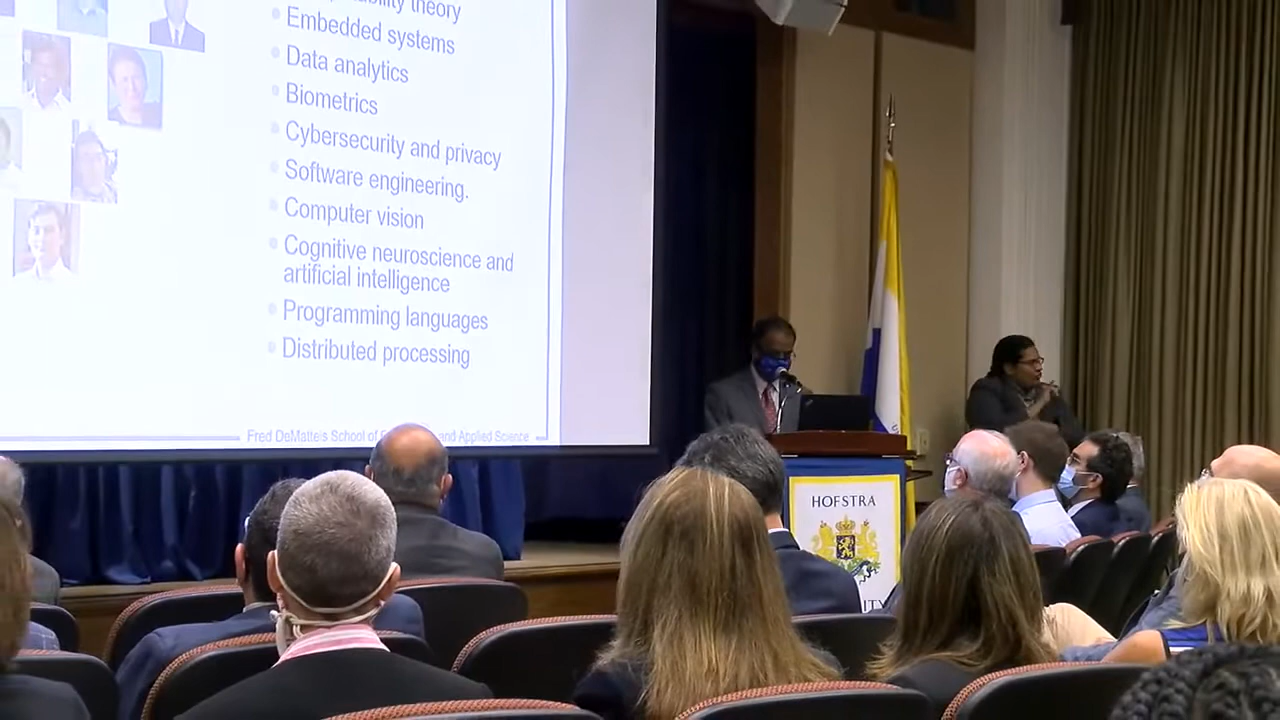 theory
Embedded systems
Data analytics
Biometrics
Cybersecurity and privacy
Software engineering.
Computer vision
Cognitive neuroscience and
artificial intelligence
Programming languages
Distributed processing
Fred DeMatteis School of and Applied Science
HOFSTRA